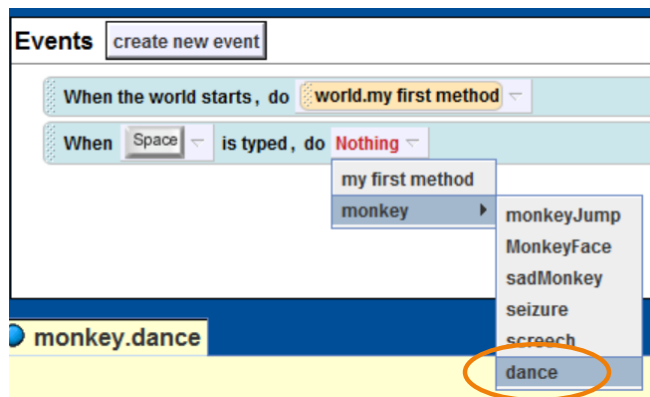 Events create new event
When the world starts, do world.my first method
When Space is typed, do Nothing
my first method
monkey
monkeyJump
MonkeyFace
sadMonkey
seizure
screech
dance
monkey.dance